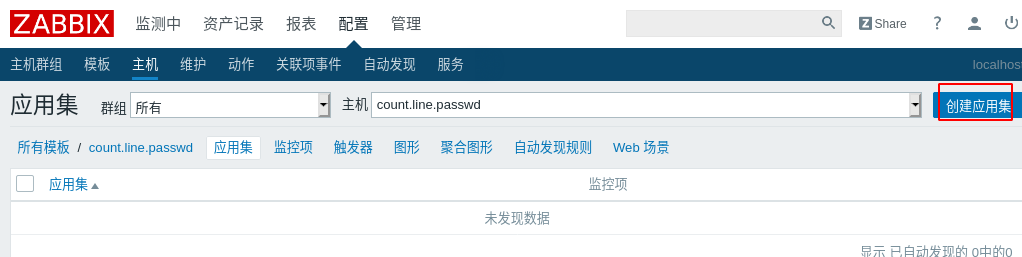 ZABBIX 监测中 资产记录 报表 配置 管理 Z Share ?
主机群组 模板 主机 维护 动作 关联项事件 自动发现 服务 localhost
应用集 群组 所有 主机 count.line.passwd 创建应用集
所有模板 / count.line.passwd 应用集 监控项 触发器 图形 聚合图形 自动发现规则 Web 场景
应用集 监控项
未发现数据
显示 已自动发现的 0中的0